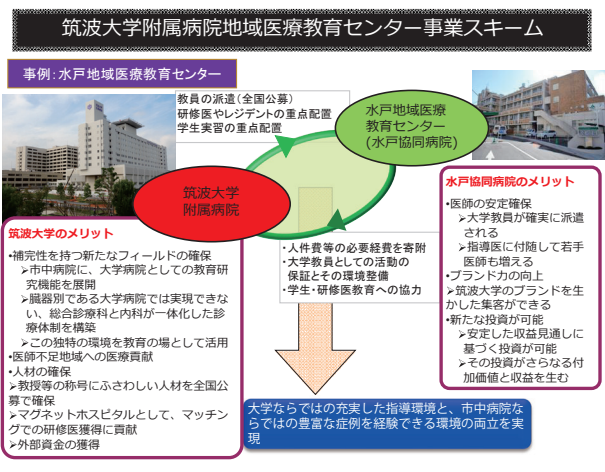 筑波大学附属病院地域医療教育センター事業スキーム
事例：水戸地域医療教育センター
教員の派遣（全国公募）
研修医やレジデントの重点配置
学生実習の重点配置
水戸地域医療
教育センター
(水戸協同病院)
筑波大学
附属病院
筑波大学のメリット
•補完性を持つ新たなフィールドの確保
➢市中病院に、大学病院としての教育研
究機能を展開
➢臓器別である大学病院では実現できな
い、総合診療科と内科が一体化した診
療体制を構築
➢この独特の環境を教育の場として活用
•医師不足地域への医療貢献
•人材の確保
➢教授等の称号にふさわしい人材を全国公
募で確保
➢マグネットホスピタルとして、マッチン
グでの研修医獲得に貢献
➢外部資金の獲得
・人件費等の必要経費を寄附
・大学教員としての活動の
保証とその環境整備
・学生・研修医教育への協力
水戸協同病院のメリット
•医師の安定確保
➢大学教員が確実に派遣
される
➢指導医に付随して若手
医師も増える
•ブランド力の向上
➢筑波大学のブランドを生
かした集客ができる
•新たな投資が可能
➢安定した収益見通しに
基づく投資が可能
➢その投資がさらなる付
加価値と収益を生む
大学ならではの充実した指導環境と、市中病院な
らではの豊富な症例を経験できる環境の両立を実
現